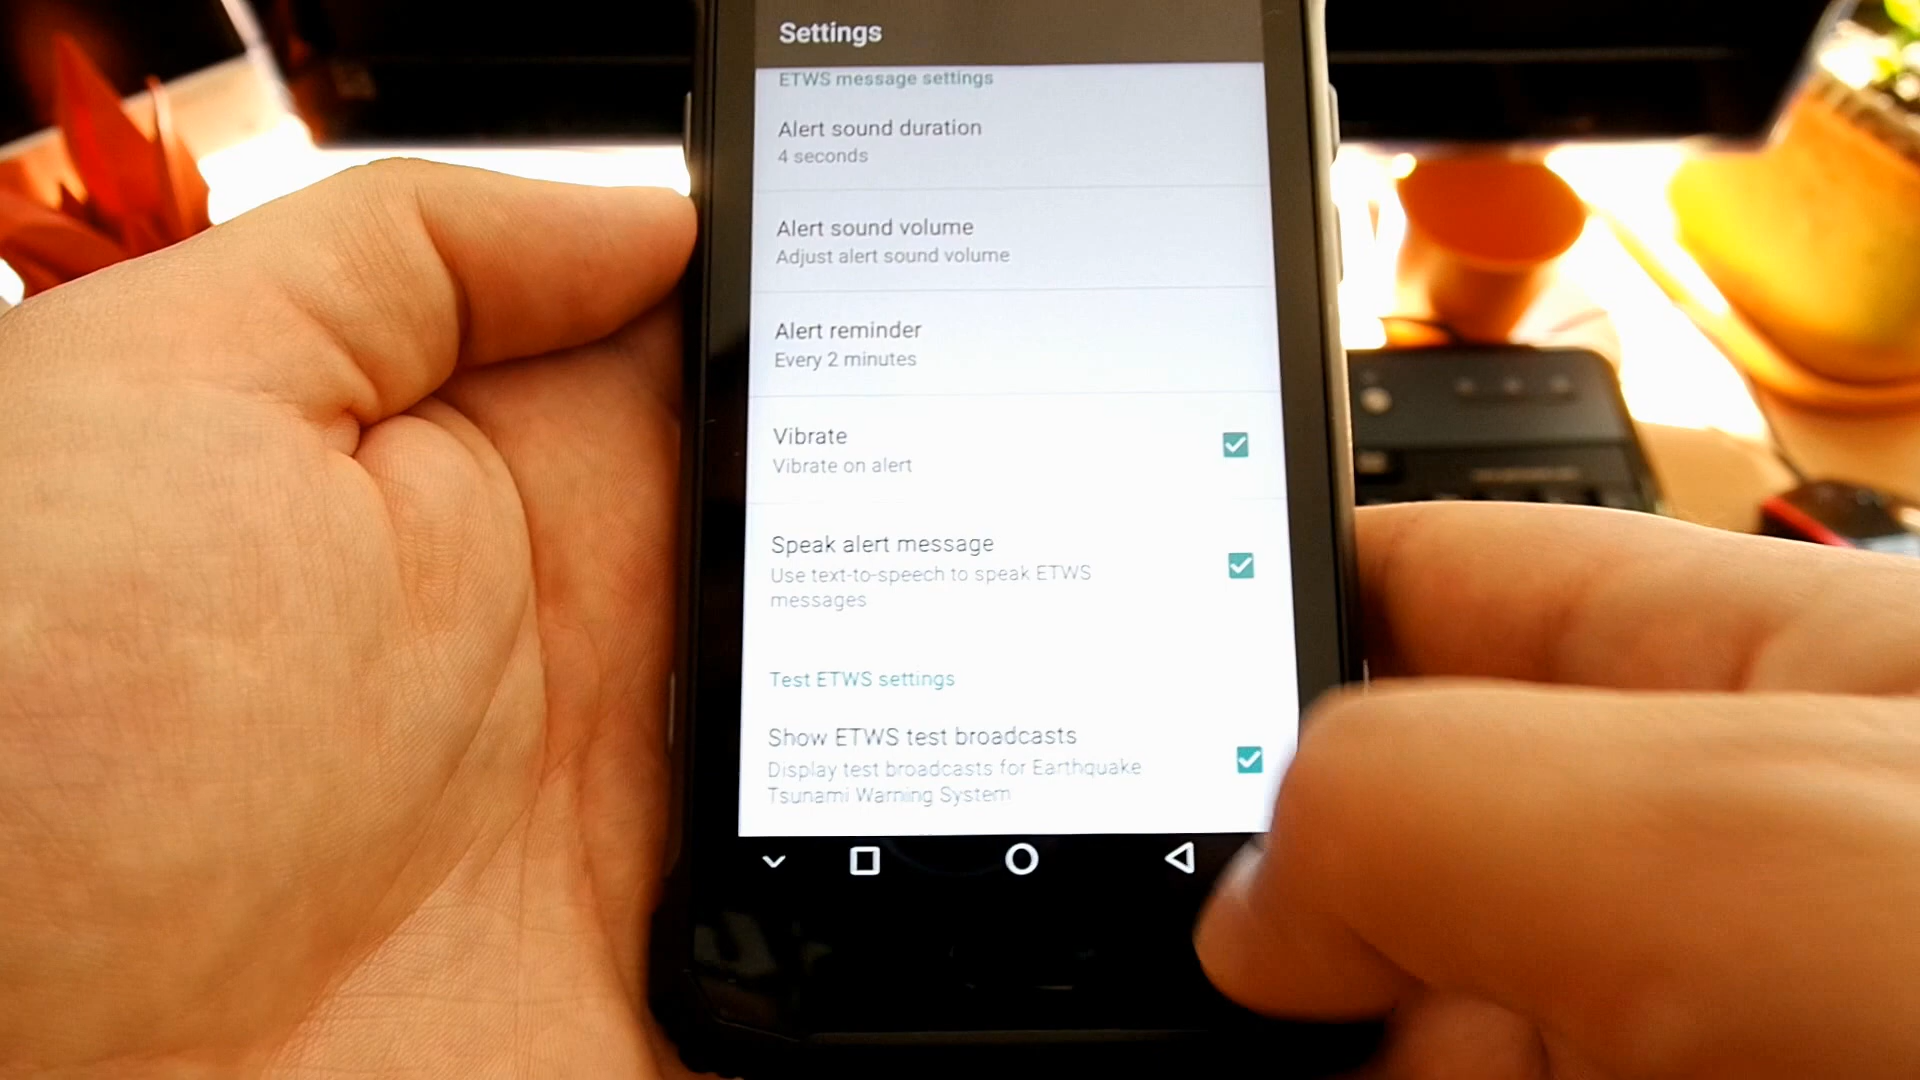 Settings
ETWS message settings
Alert sound duration
4 seconds
Alert sound volume
Adjust alert sound volume
Alert reminder
Every 2 minutes
Vibrate
Vibrate on alert
Speak alert message
Use text-to-speech to speak ETWS
messages
Test ETWS settings
Show ETWS test broadcasts
Display test broadcasts for Earthquake
Tsunami Warning System